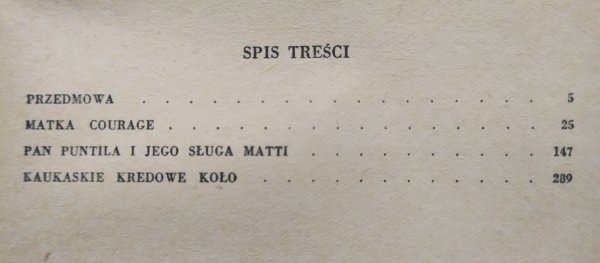 SPIS TREŚCI
PRZEDMOWA . . . . . . . . . . . . . . . . . 5
MATKA COURAGE . . . . . . . . . . . . . . . 25
PAN PUNTILA I JEGO SŁUGA MATTI . . . . . . . . . 147
KAUKASKIE KREDOWE KOŁO . . . . . . . . . . . 289